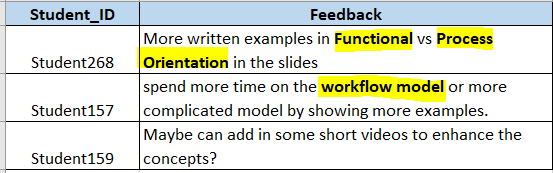 Student_ID Feedback
More written examples in Functional vs Process
Student268 Orientation in the slides
spend more time on the workflow model or more
Student157 complicated model by showing more examples.
Maybe can add in some short videos to enhance the
Student159 concepts?